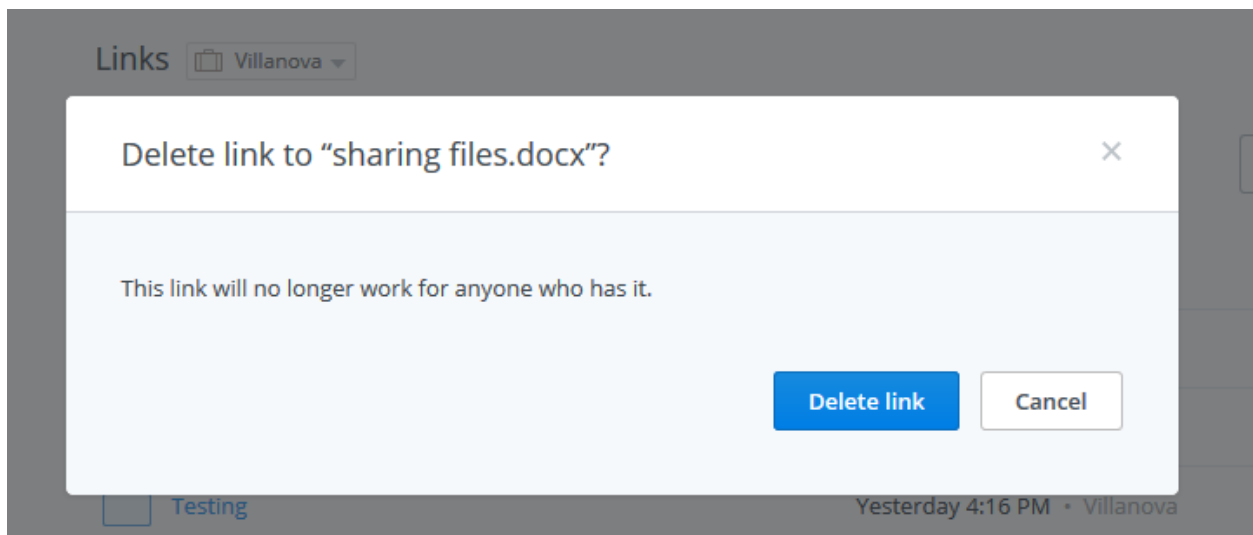 Links Villanova
Delete link to “sharing files.docx”?
This link will no longer work for anyone who has it.
Delete link Cancel
Testing Yesterday 4:16 PM • Villanova